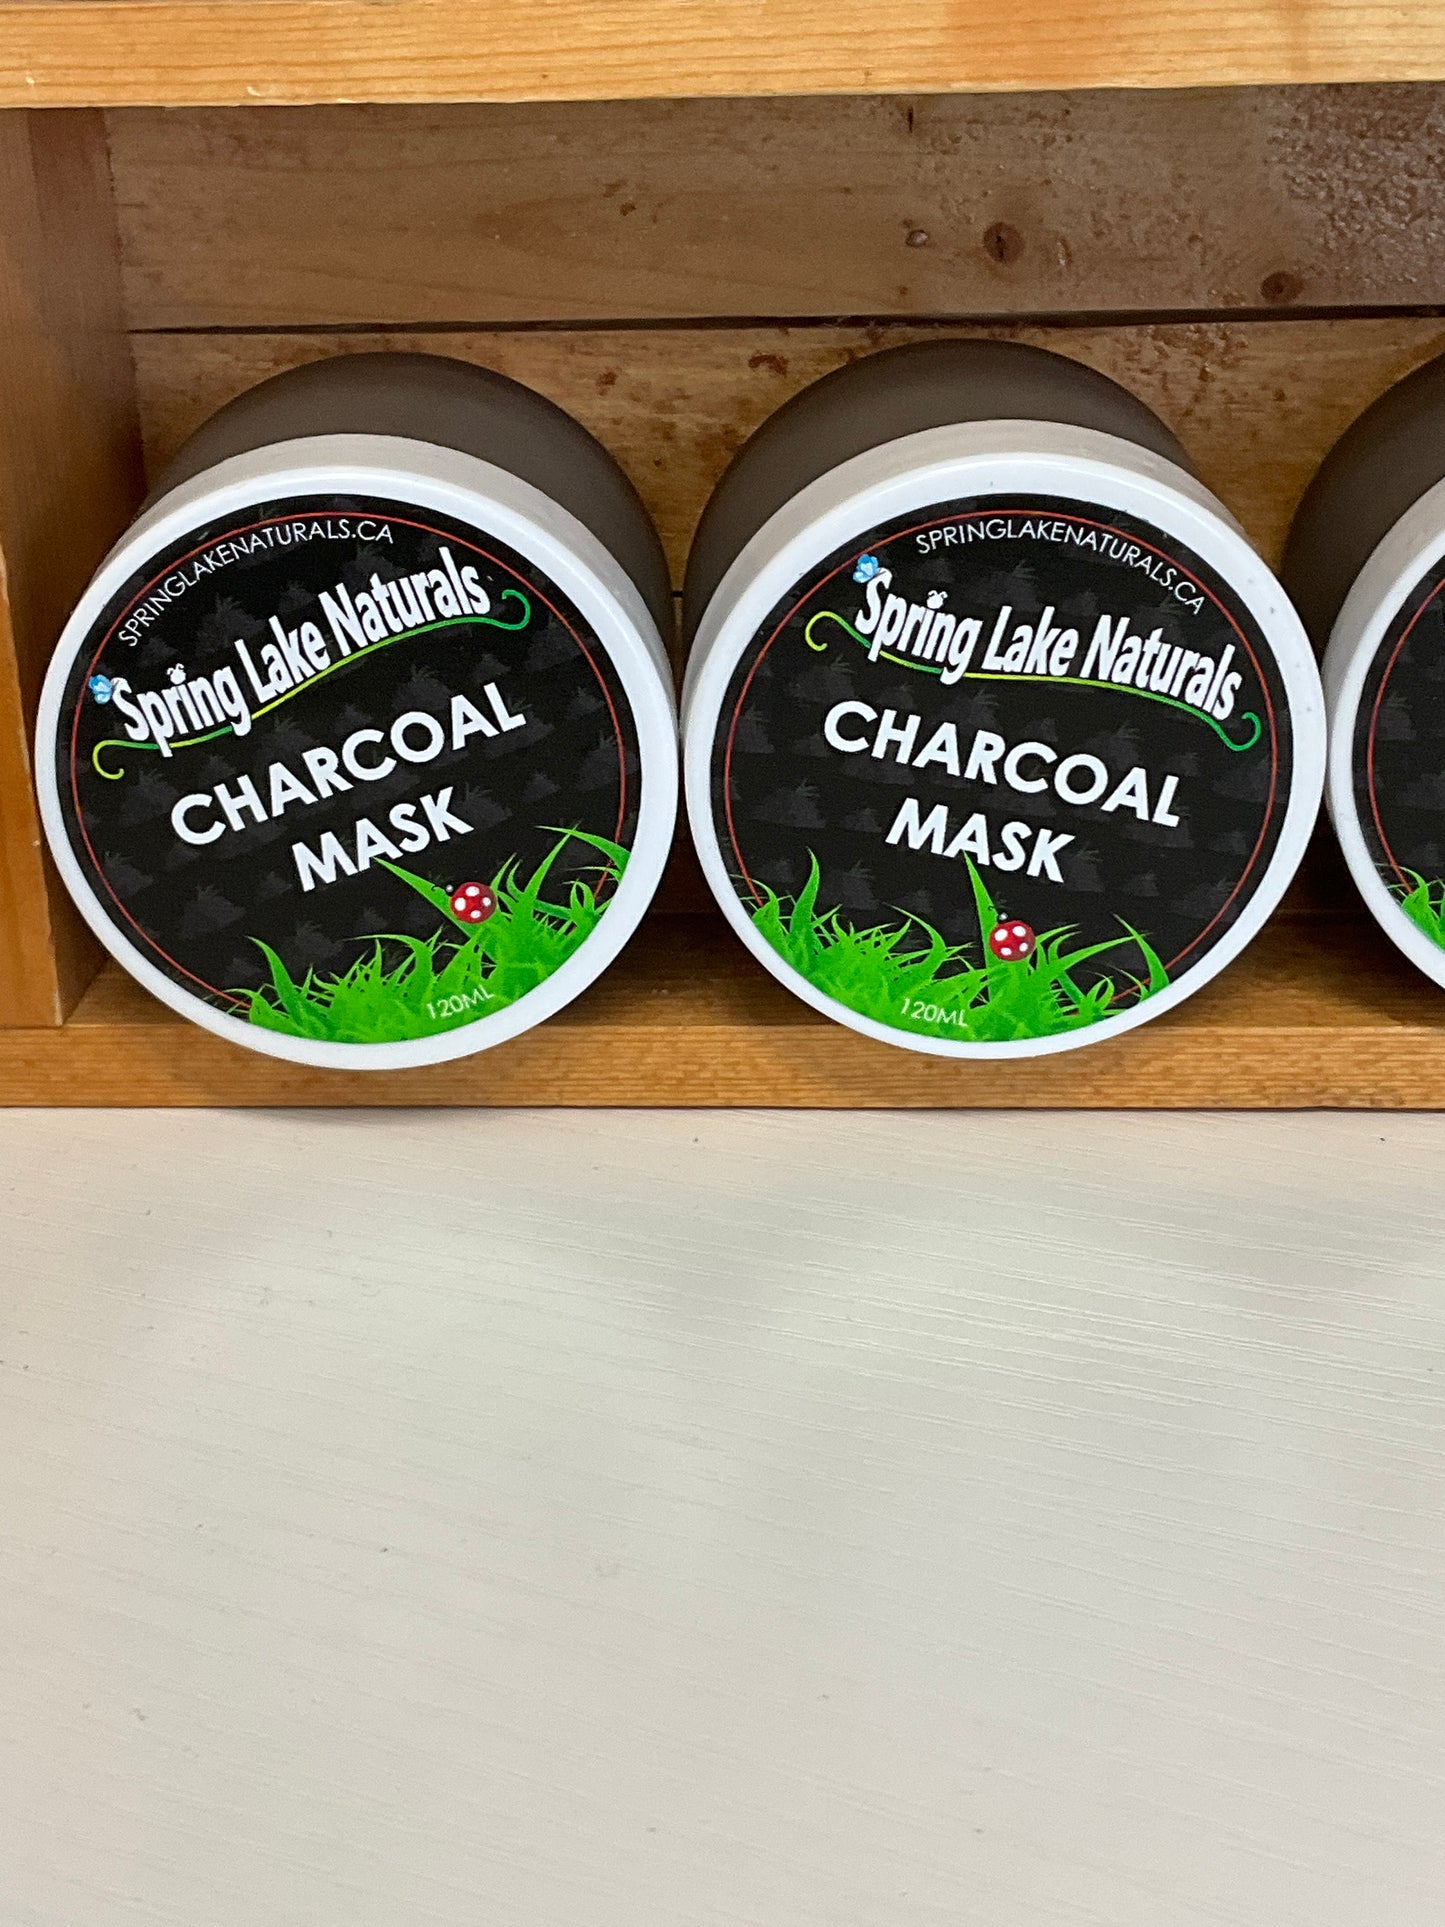 SPRINGLAKENATURALS.CA
Spring Lake Naturals
CHARCOAL
MASK
120ML
SPRINGLAKENATURALS.CA
Spring Lake Naturals
CHARCOAL
MASK
120ML